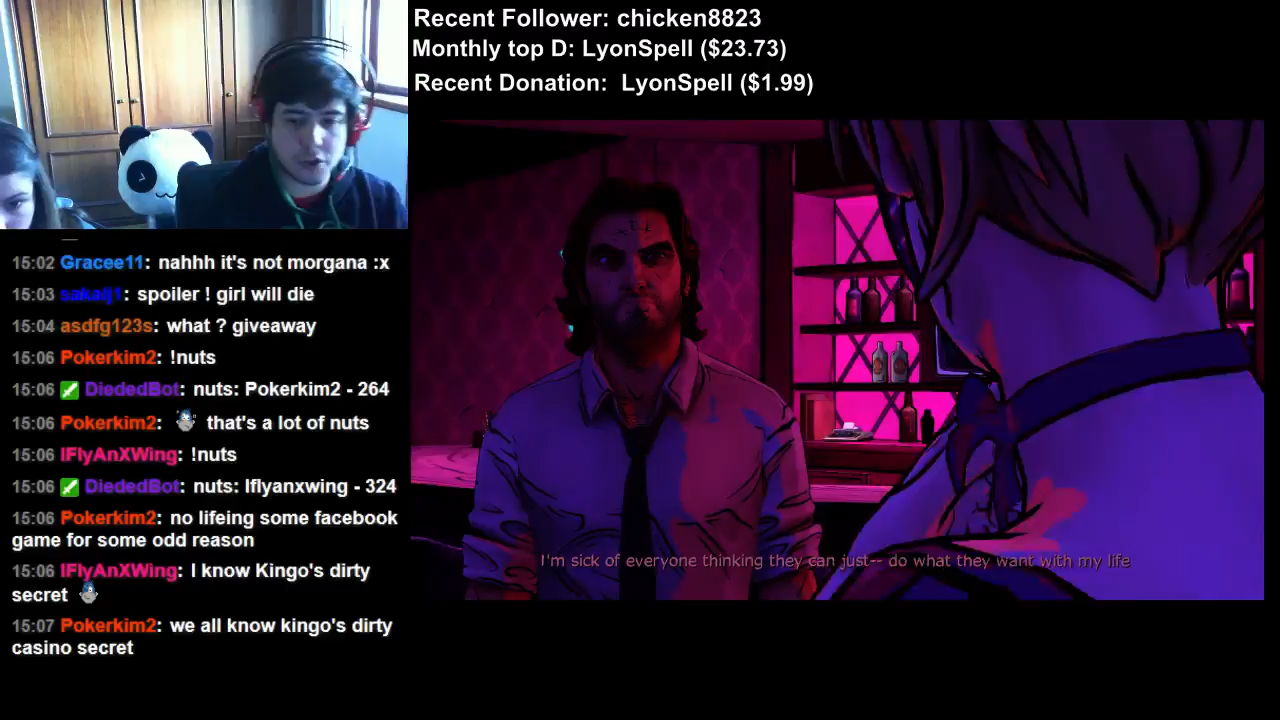 Recent Follower: chicken8823
Monthly top D: LyonSpell ($23.73)
Recent Donation: LyonSpell ($1.99)
15:02 Gracee11: nahhh it's not morgana :x
15:03 sakalj1: spoiler ! girl will die
15:04 asdfg123s: what ? giveaway
15:06 Pokerkim2: !nuts
15:06 DiededBot: nuts: Pokerkim2 - 264
15:06 Pokerkim2: that's a lot of nuts
15:06 IFlyAnXWing: !nuts
15:06 DiededBot: nuts: Iflyanxwing - 324
15:06 Pokerkim2: no lifeing some facebook
game for some odd reason
15:06 IFlyAnXWing: I know Kingo's dirty
secret
15:07 Pokerkim2: we all know kingo's dirty
casino secret
I'm sick of everyone thinking they can just-- do what they want with my life